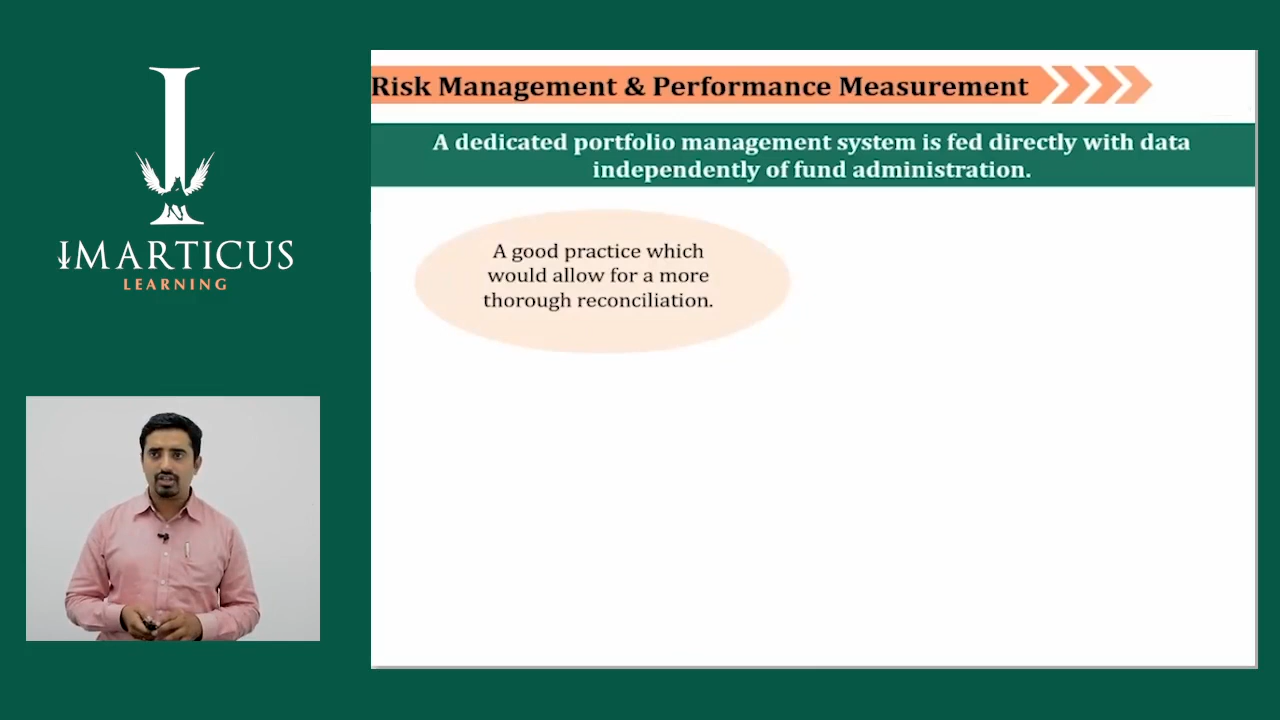 IMARTICUS
LEARNING
Risk Management & Performance Measurement
A dedicated portfolio management system is fed directly with data
independently of fund administration.
A good practice which
would allow for a more
thorough reconciliation.